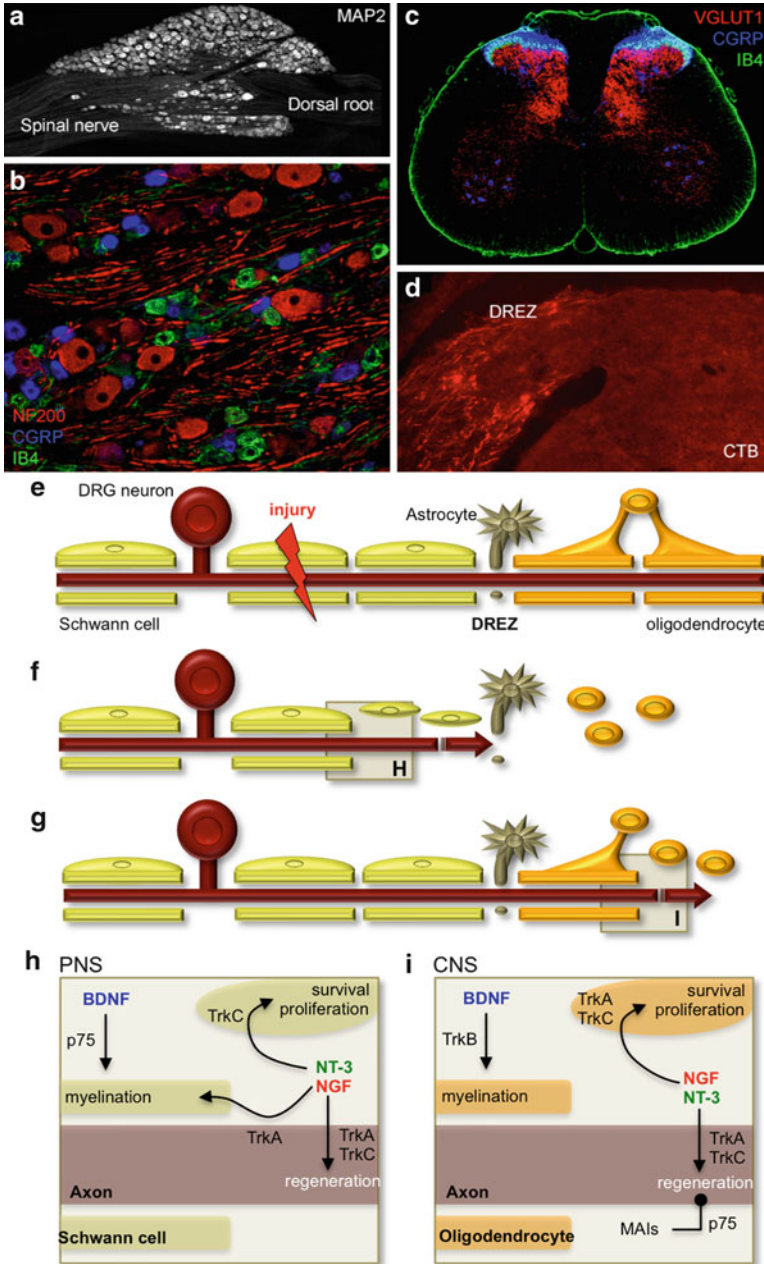 a
MAP2
Dorsal root
Spinal nerve
b
NF200
CGRP
IB4
c
VGLUT1
CGRP
IB4
d
DREZ
CTB
e
DRG neuron
injury
Astrocyte
Schwann cell
DREZ
oligodendrocyte
f
H
g
I
h PNS
BDNF
p75
TrkC
survival
proliferation
NT-3
NGF
myelination
TrkA
TrkA
TrkC
regeneration
Axon
Schwann cell
i CNS
BDNF
TrkB
TrkA
TrkC
survival
proliferation
NGF
NT-3
myelination
TrkA
TrkC
regeneration
Axon
MAIs
p75
Oligodendrocyte